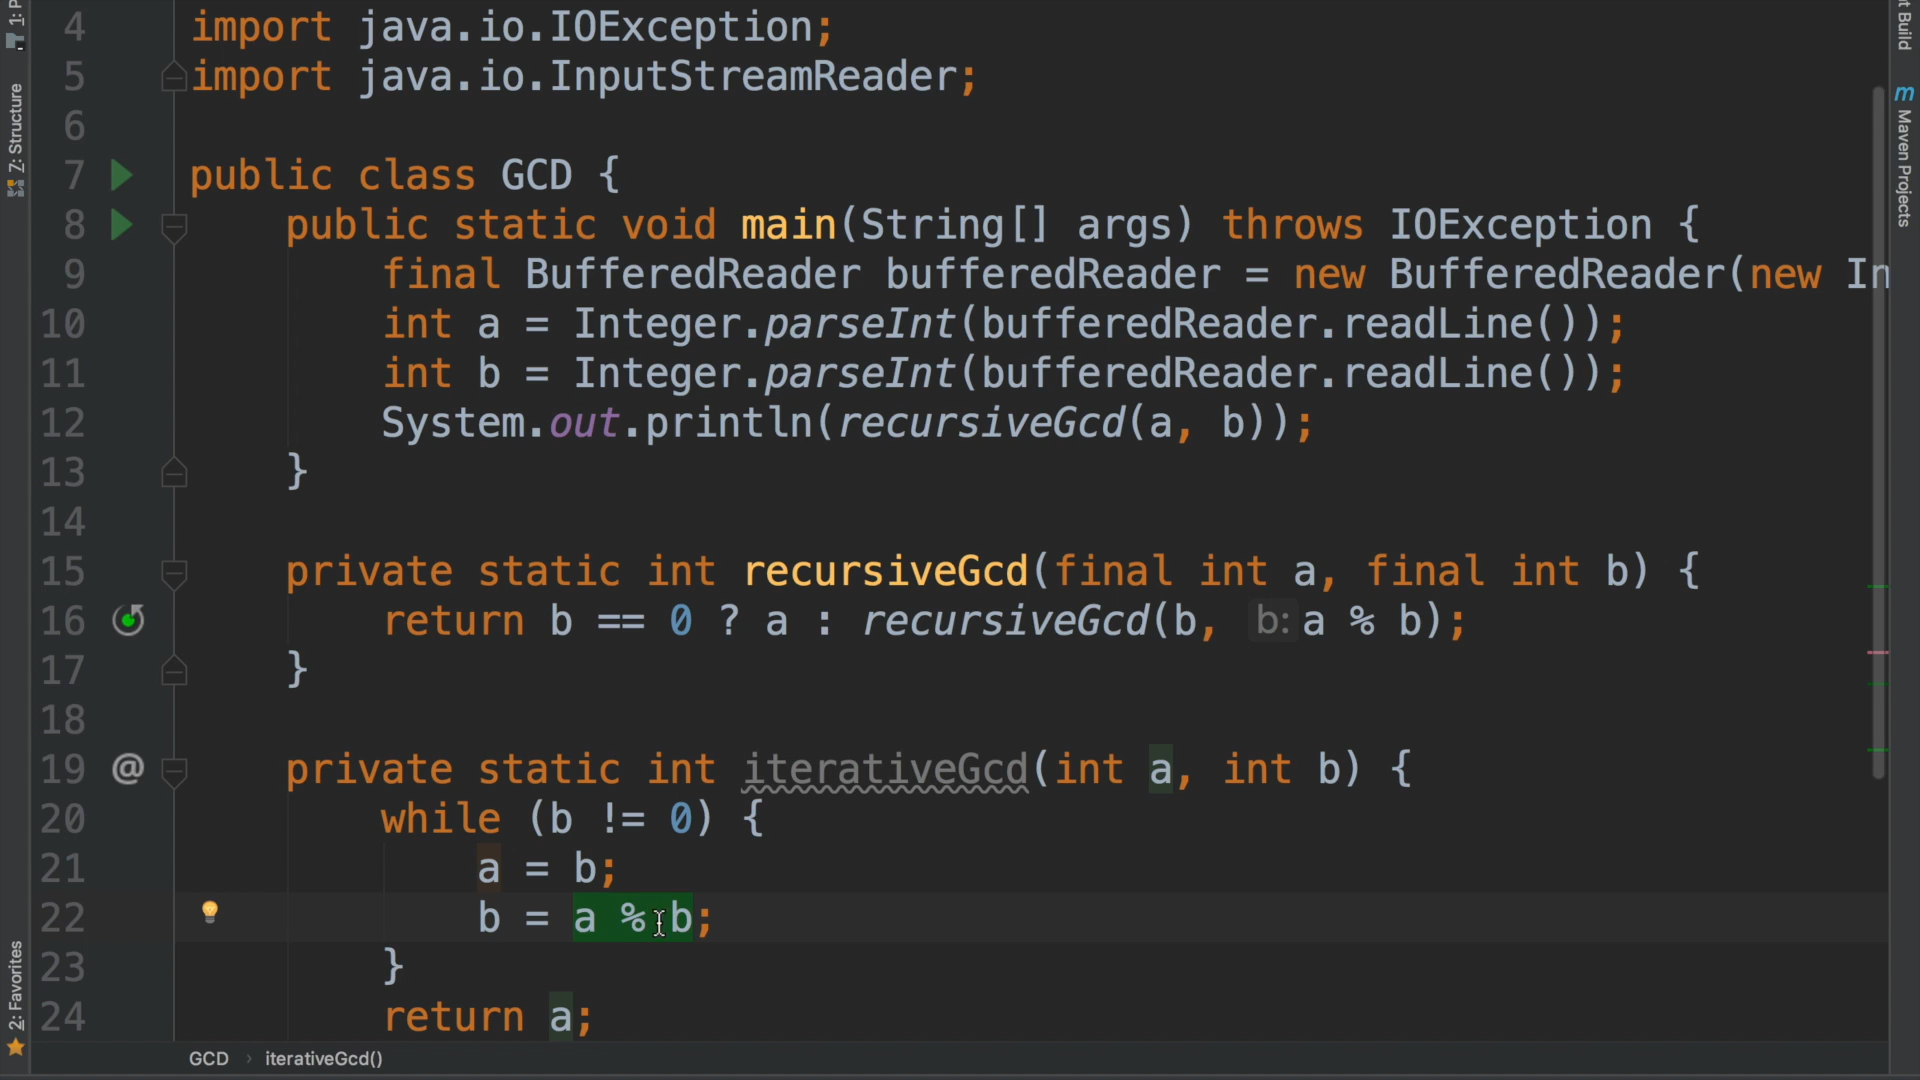 4 import java.io.IOException;
5 import java.io.InputStreamReader;
6
7 public class GCD {
8 public static void main(String[] args) throws IOException {
9 final BufferedReader bufferedReader = new BufferedReader(new In
10 int a = Integer.parseInt(bufferedReader.readLine());
11 int b = Integer.parseInt(bufferedReader.readLine());
12 System.out.println(recursiveGcd(a, b));
13 }
14
15 private static int recursiveGcd(final int a, final int b) {
16 return b == 0 ? a : recursiveGcd(b, b: a % b);
17 }
18
19 @ private static int iterativeGcd(int a, int b) {
20 while (b != 0) {
21 a = b;
22 b = a % b;
23 }
24 return a;
GCD › iterativeGcd()
1: P
Z: Structure
2: Favorites
t Build
m Maven Projects